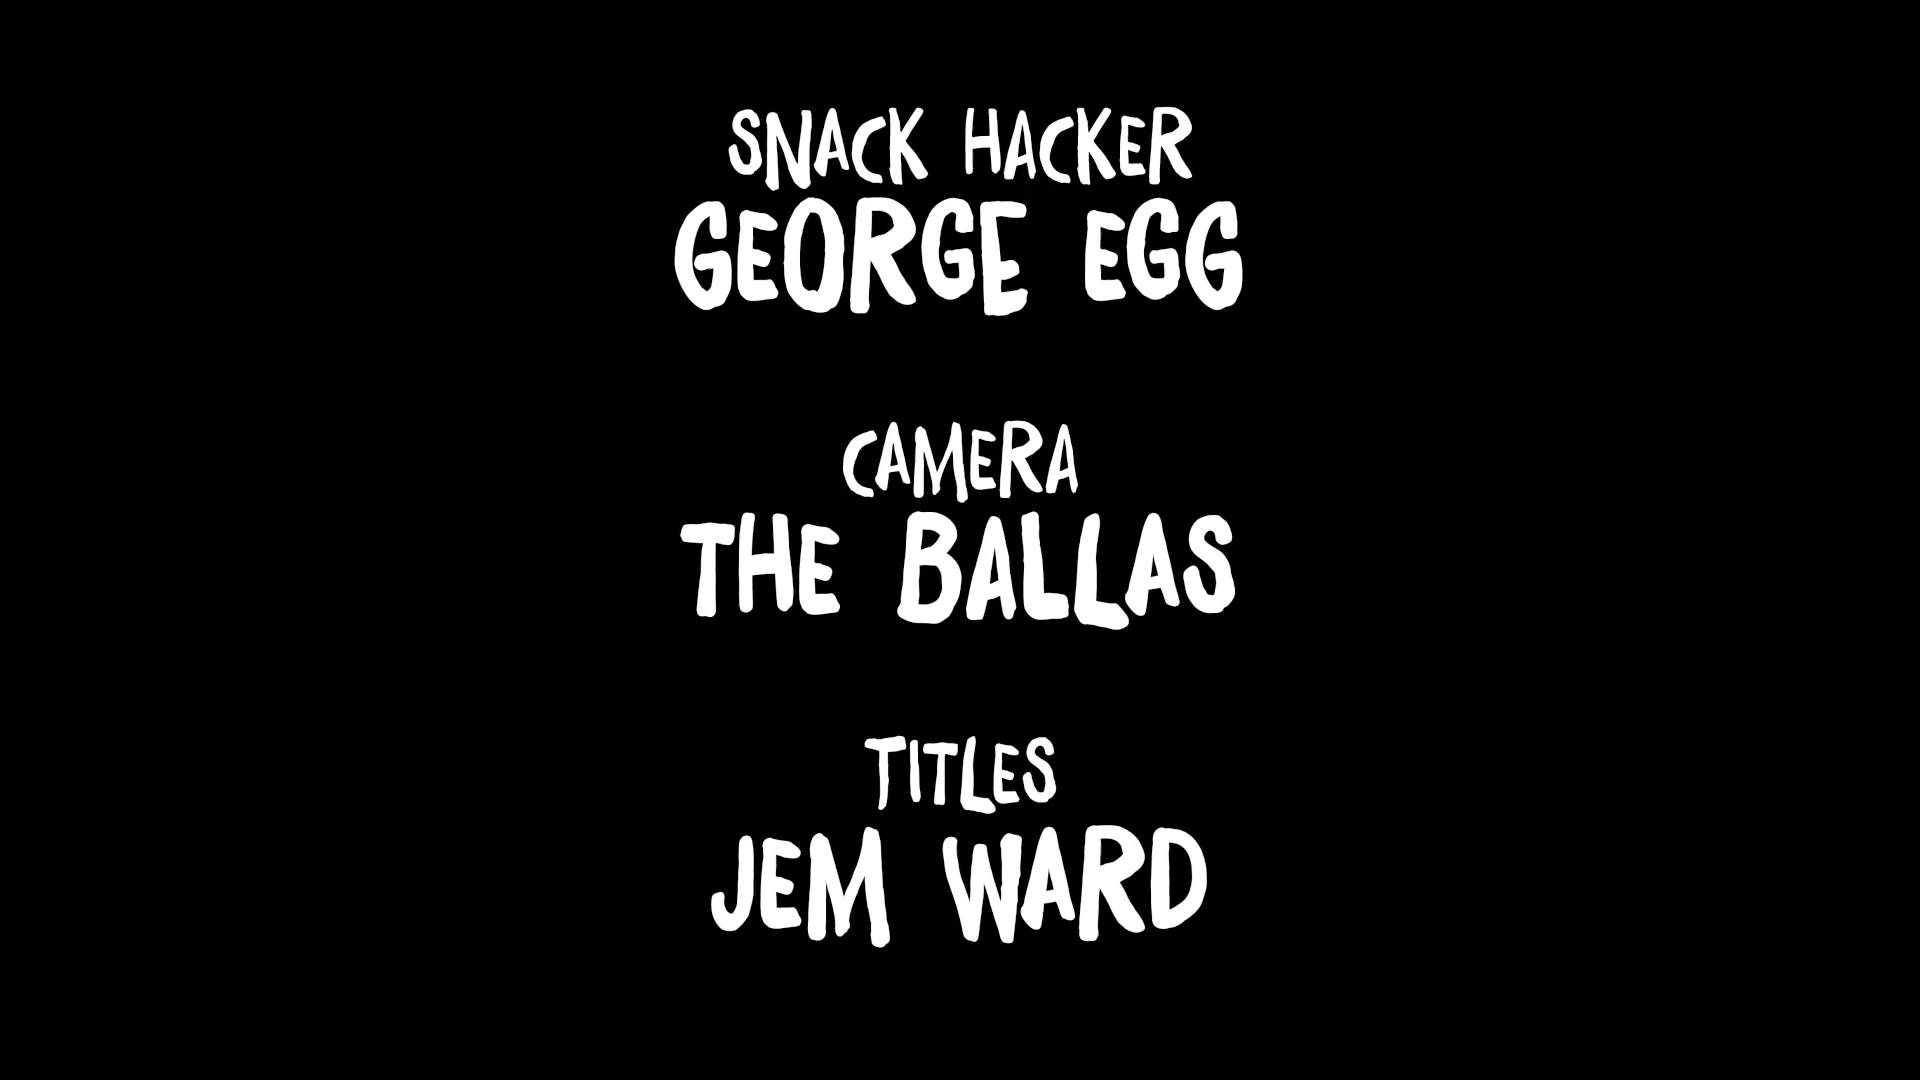 SNACK HACKER
GEORGE EGG
CAMERA
THE BALLAS
TITLES
JEM WARD